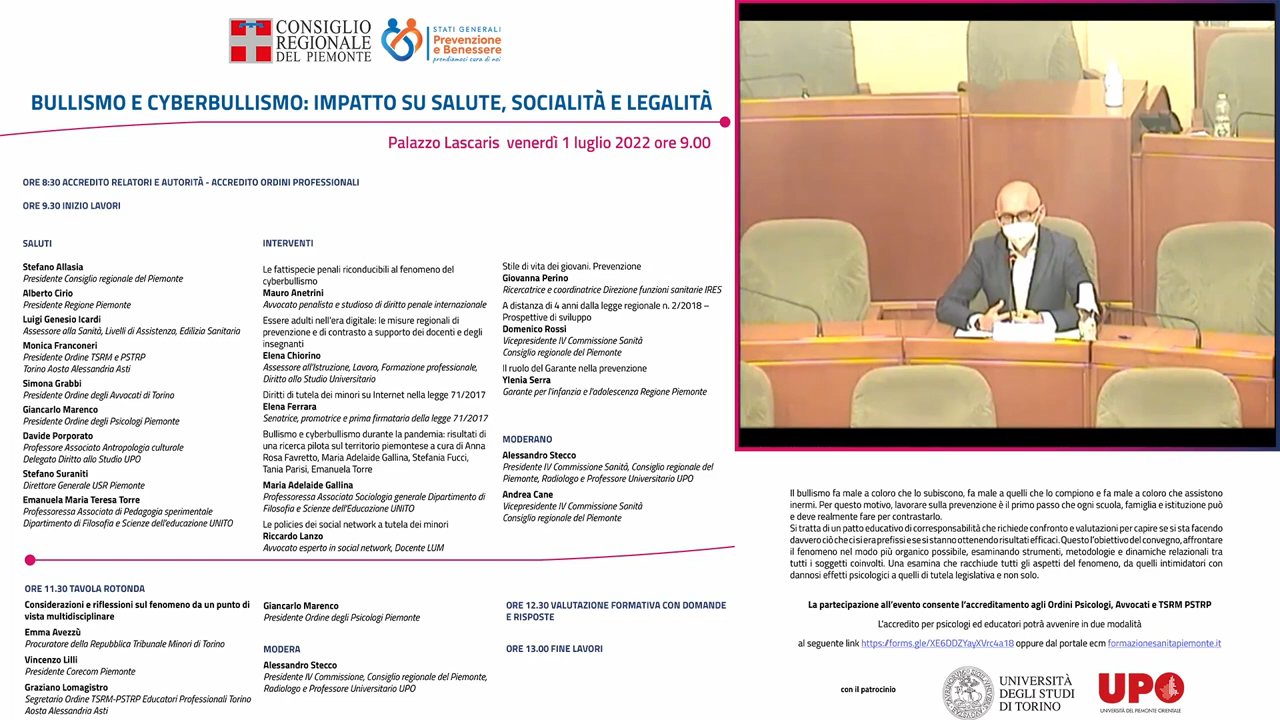 CONSIGLIO
REGIONALE
DEL PIEMONTE
STATI GENERALI
Prevenzione
e Benessere
prendiamoci cura di noi
BULLISMO E CYBERBULLISMO: IMPATTO SU SALUTE, SOCIALITÀ E LEGALITÀ
Palazzo Lascaris venerdì 1 luglio 2022 ore 9.00
ORE 8:30 ACCREDITO RELATORI E AUTORITÀ - ACCREDITO ORDINI PROFESSIONALI
ORE 9.30 INIZIO LAVORI
SALUTI
Stefano Allasia
Presidente Consiglio regionale del Piemonte
Alberto Cirio
Presidente Regione Piemonte
Luigi Genesio Icardi
Assessore alla Sanità, Livelli di Assistenza, Edilizia Sanitaria
Monica Franconeri
Presidente Ordine TSRM e PSTRP
Torino Aosta Alessandria Asti
Simona Grabbi
Presidente Ordine degli Avvocati di Torino
Giancarlo Marenco
Presidente Ordine degli Psicologi Piemonte
Davide Porporato
Professore Associato Antropologia culturale
Delegato Diritto allo Studio UPO
Stefano Suraniti
Direttore Generale USR Piemonte
Emanuela Maria Teresa Torre
Professoressa Associata di Pedagogia sperimentale
Dipartimento di Filosofia e Scienze dell'educazione UNITO
INTERVENTI
Le fattispecie penali riconducibili al fenomeno del
cyberbullismo
Mauro Anetrini
Avvocato penalista e studioso di diritto penale internazionale
Essere adulti nell'era digitale: le misure regionali di
prevenzione e di contrasto a supporto dei docenti e degli
insegnanti
Elena Chiorino
Assessore all'Istruzione, Lavoro, Formazione professionale,
Diritto allo Studio Universitario
Diritti di tutela dei minori su Internet nella legge 71/2017
Elena Ferrara
Senatrice, promotrice e prima firmataria della legge 71/2017
Bullismo e cyberbullismo durante la pandemia: risultati di
una ricerca pilota sul territorio piemontese a cura di Anna
Rosa Favretto, Maria Adelaide Gallina, Stefania Fucci,
Tania Parisi, Emanuela Torre
Maria Adelaide Gallina
Professoressa Associata Sociologia generale Dipartimento di
Filosofia e Scienze dell'Educazione UNITO
Le policies dei social network a tutela dei minori
Riccardo Lanzo
Avvocato esperto in social network, Docente LUM
Stile di vita dei giovani. Prevenzione
Giovanna Perino
Ricercatrice e coordinatrice Direzione funzioni sanitarie IRES
A distanza di 4 anni dalla legge regionale n. 2/2018 –
Prospettive di sviluppo
Domenico Rossi
Vicepresidente IV Commissione Sanità
Consiglio regionale del Piemonte
Il ruolo del Garante nella prevenzione
Ylenia Serra
Garante per l'infanzia e l'adolescenza Regione Piemonte
MODERANO
Alessandro Stecco
Presidente IV Commissione Sanità, Consiglio regionale del
Piemonte, Radiologo e Professore Universitario UPO
Andrea Cane
Vicepresidente IV Commissione Sanità
Consiglio regionale del Piemonte
ORE 11.30 TAVOLA ROTONDA
Considerazioni e riflessioni sul fenomeno da un punto di
vista multidisciplinare
Emma Avezzù
Procuratore della Repubblica Tribunale Minori di Torino
Vincenzo Lilli
Presidente Corecom Piemonte
Graziano Lomagistro
Segretario Ordine TSRM-PSTRP Educatori Professionali Torino
Aosta Alessandria Asti
Giancarlo Marenco
Presidente Ordine degli Psicologi Piemonte
MODERA
Alessandro Stecco
Presidente IV Commissione, Consiglio regionale del Piemonte,
Radiologo e Professore Universitario UPO
ORE 12.30 VALUTAZIONE FORMATIVA CON DOMANDE
E RISPOSTE
ORE 13.00 FINE LAVORI
Il bullismo fa male a coloro che lo subiscono, fa male a quelli che lo compiono e fa male a coloro che assistono
inermi. Per questo motivo, lavorare sulla prevenzione è il primo passo che ogni scuola, famiglia e istituzione può
e deve realmente fare per contrastarlo.
Si tratta di un patto educativo di corresponsabilità che richiede confronto e valutazioni per capire se si sta facendo
davvero ciò che ci si era prefissi e se si stanno ottenendo risultati efficaci. Questo l'obiettivo del convegno, affrontare
il fenomeno nel modo più organico possibile, esaminando strumenti, metodologie e dinamiche relazionali tra
tutti i soggetti coinvolti. Una esamina che racchiude tutti gli aspetti del fenomeno, da quelli intimidatori con
dannosi effetti psicologici a quelli di tutela legislativa e non solo.
La partecipazione all'evento consente l'accreditamento agli Ordini Psicologi, Avvocati e TSRM PSTRP
L'accredito per psicologi ed educatori potrà avvenire in due modalità
al seguente link https://forms.gle/XE6DDZYayXVrc4a18 oppure dal portale ecm formazionesanitapiemonte.it
con il patrocinio
UNIVERSITÀ
DEGLI STUDI
DI TORINO
UPO
UNIVERSITÀ DEL PIEMONTE ORIENTALE